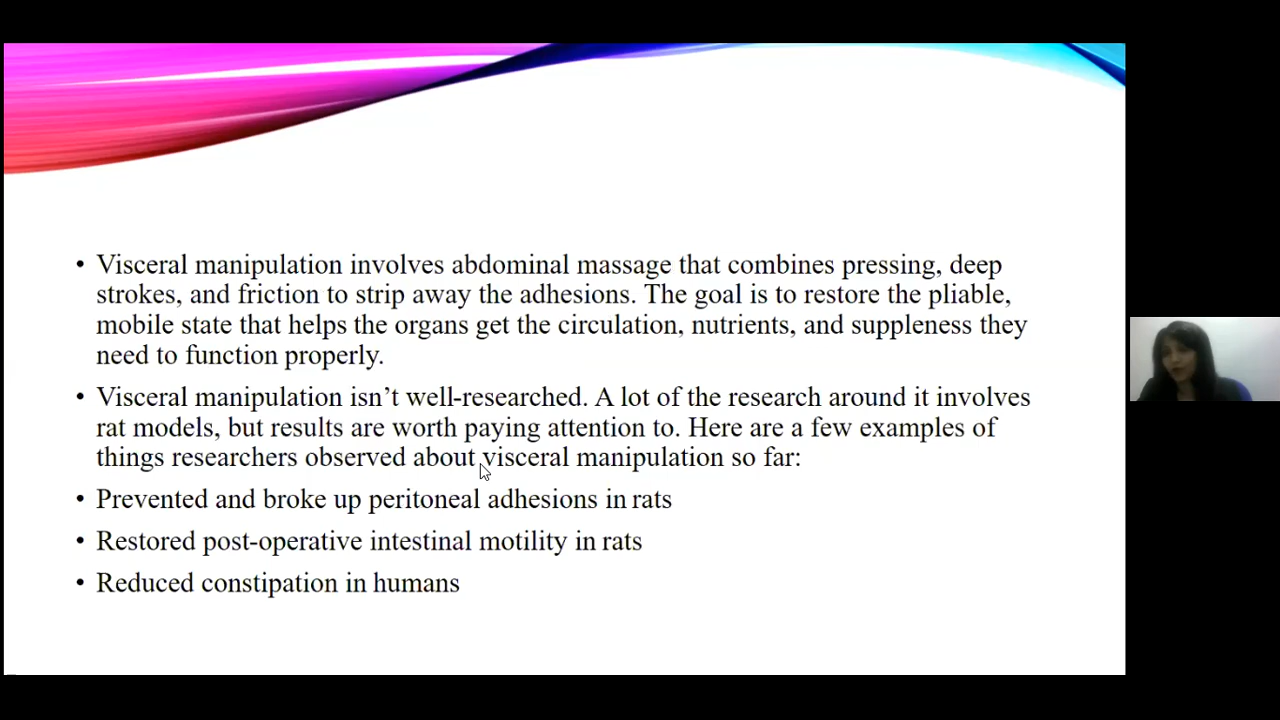 • Visceral manipulation involves abdominal massage that combines pressing, deep
strokes, and friction to strip away the adhesions. The goal is to restore the pliable,
mobile state that helps the organs get the circulation, nutrients, and suppleness they
need to function properly.
• Visceral manipulation isn’t well-researched. A lot of the research around it involves
rat models, but results are worth paying attention to. Here are a few examples of
things researchers observed about visceral manipulation so far:
• Prevented and broke up peritoneal adhesions in rats
• Restored post-operative intestinal motility in rats
• Reduced constipation in humans